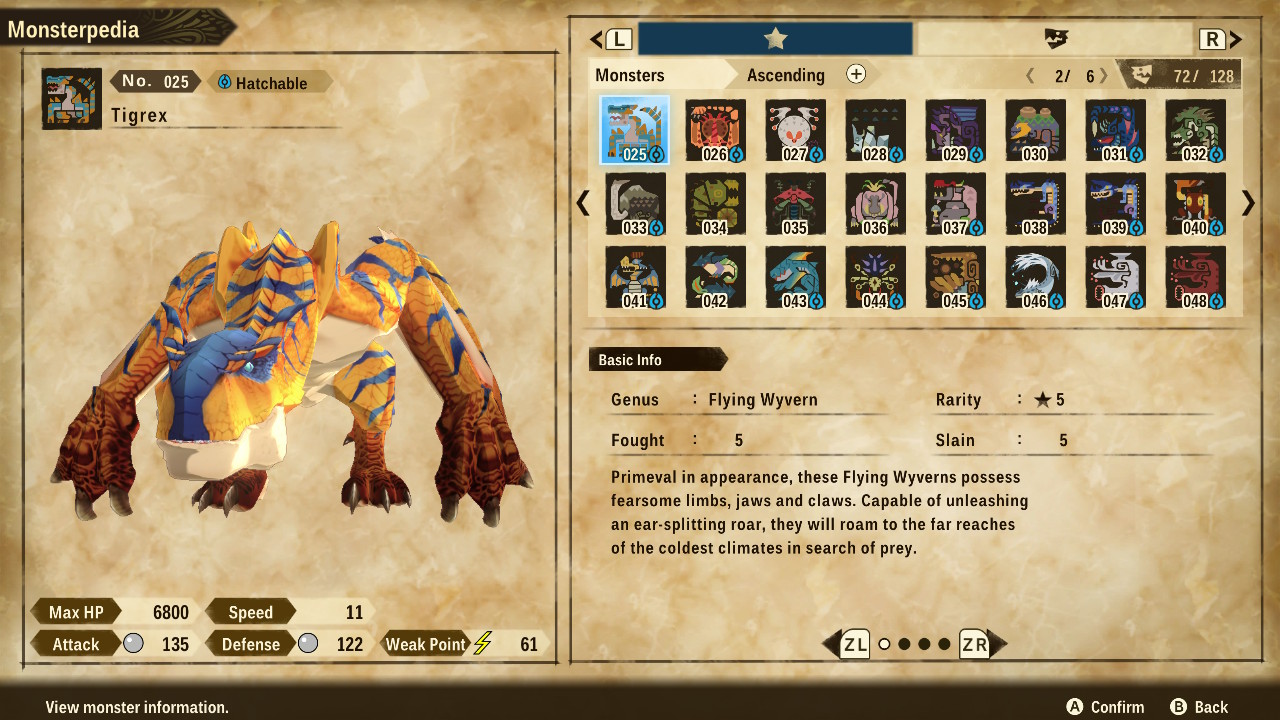 Monsterpedia
No. 025
Hatchable
Tigrex
Max HP 6800
Speed 11
Attack 135
Defense 122
Weak Point 61
L
R
Monsters
Ascending
2/ 6
72/ 128
025 026 027 028 029 030 031 032
033 034 035 036 037 038 039 040
041 042 043 044 045 046 047 048
Basic Info
Genus : Flying Wyvern
Rarity : ★ 5
Fought : 5
Slain : 5
Primeval in appearance, these Flying Wyverns possess
fearsome limbs, jaws and claws. Capable of unleashing
an ear-splitting roar, they will roam to the far reaches
of the coldest climates in search of prey.
ZL
ZR
View monster information.
A Confirm
B Back